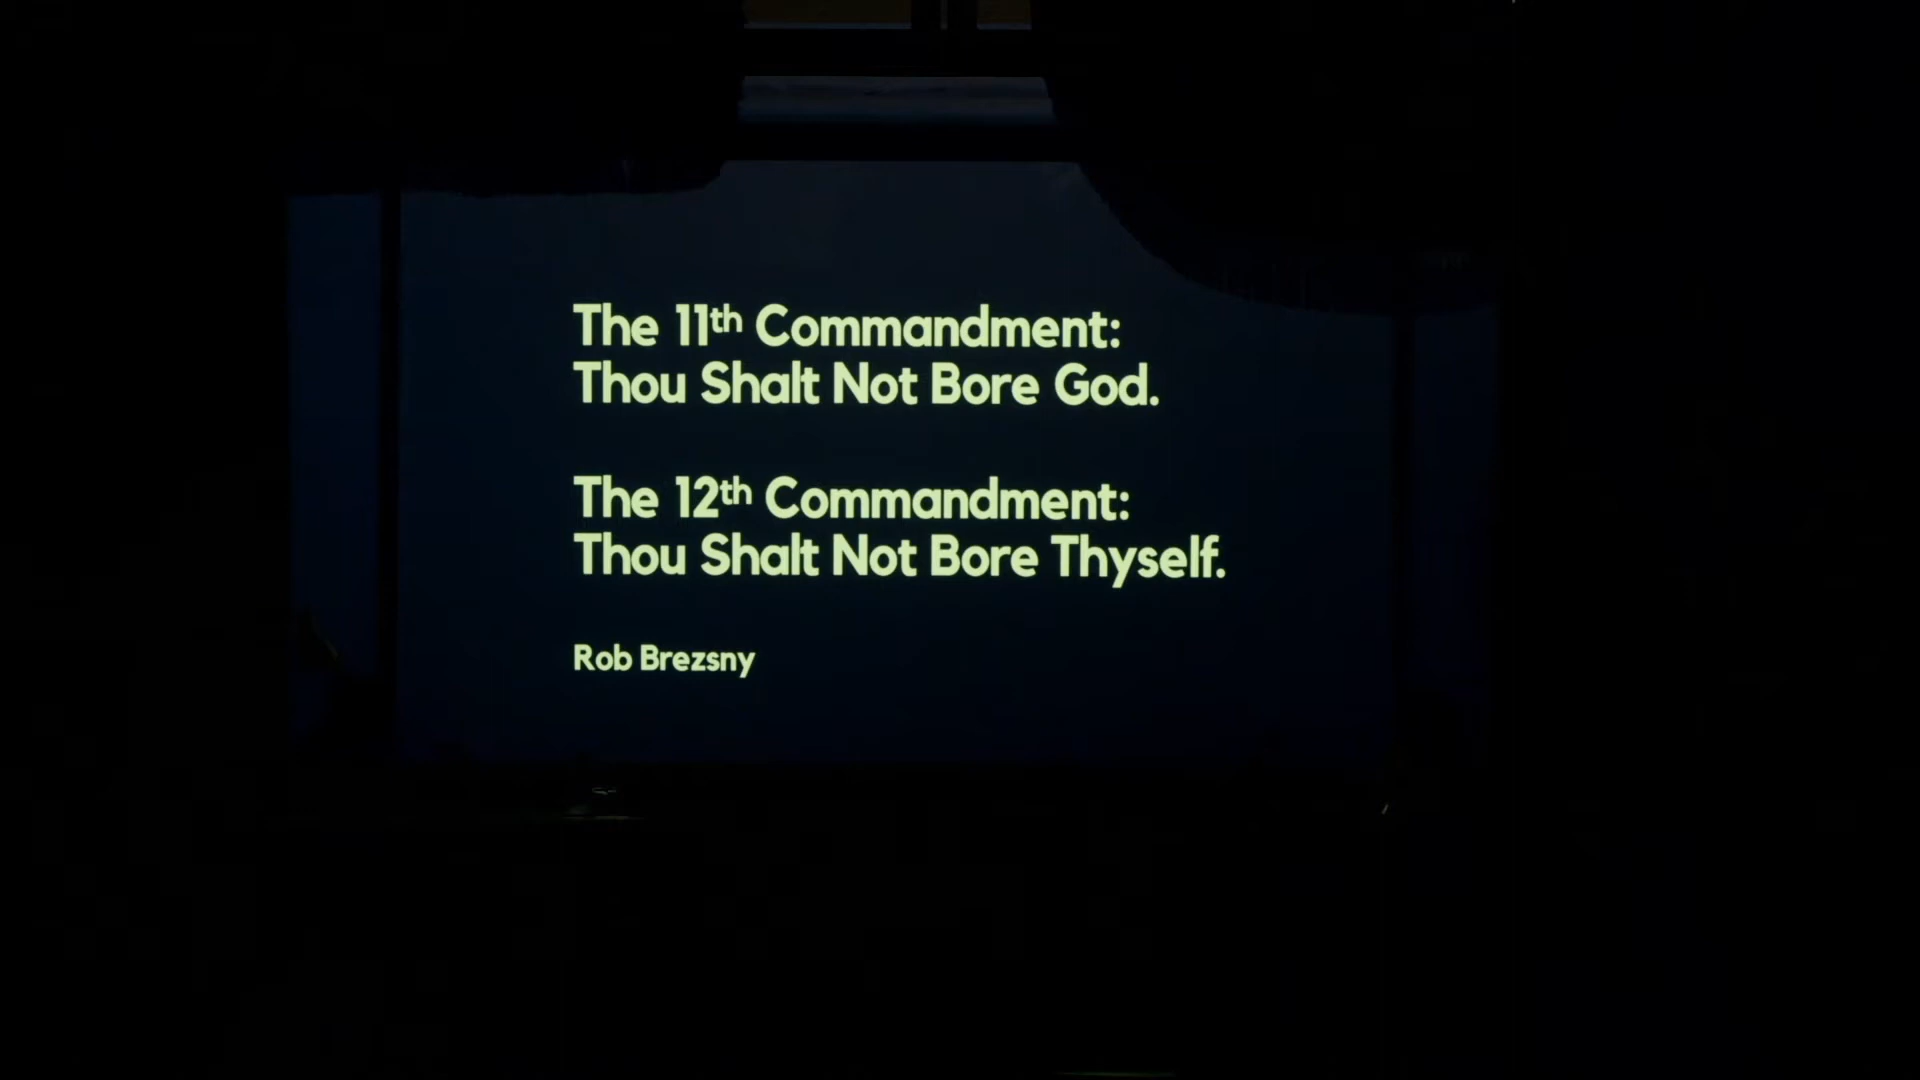 The 11th Commandment:
Thou Shalt Not Bore God.
The 12th Commandment:
Thou Shalt Not Bore Thyself.
Rob Brezsny